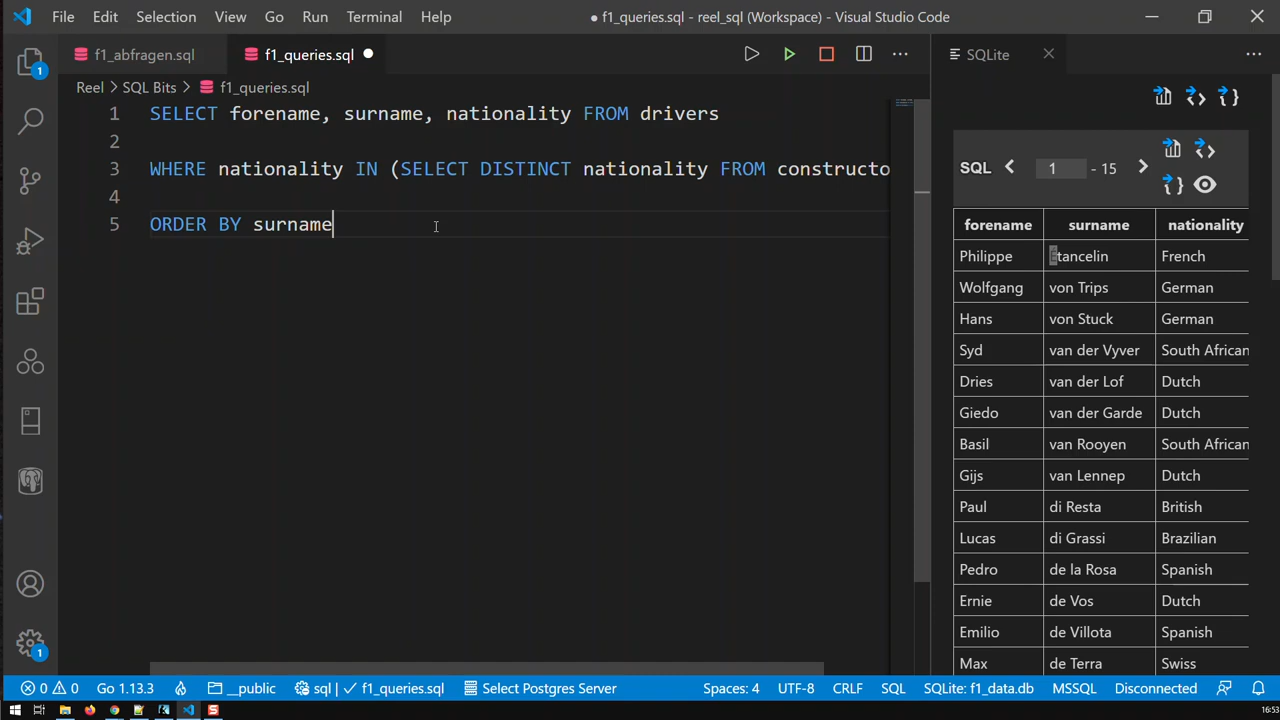 File Edit Selection View Go Run Terminal Help ● f1_queries.sql - reel_sql (Workspace) - Visual Studio Code
f1_abfragen.sql f1_queries.sql SQLite
Reel > SQL Bits > f1_queries.sql
1 SELECT forename, surname, nationality FROM drivers
2
3 WHERE nationality IN (SELECT DISTINCT nationality FROM constructo
4
5 ORDER BY surname
1
SQL < 1 - 15 >
forename surname nationality
Philippe Étancelin French
Wolfgang von Trips German
Hans von Stuck German
Syd van der Vyver South African
Dries van der Lof Dutch
Giedo van der Garde Dutch
Basil van Rooyen South African
Gijs van Lennep Dutch
Paul di Resta British
Lucas di Grassi Brazilian
Pedro de la Rosa Spanish
Ernie de Vos Dutch
Emilio de Villota Spanish
Max de Terra Swiss
1
0 0 Go 1.13.3 __public sql | ✓ f1_queries.sql Select Postgres Server Spaces: 4 UTF-8 CRLF SQL SQLite: f1_data.db MSSQL Disconnected
16:53